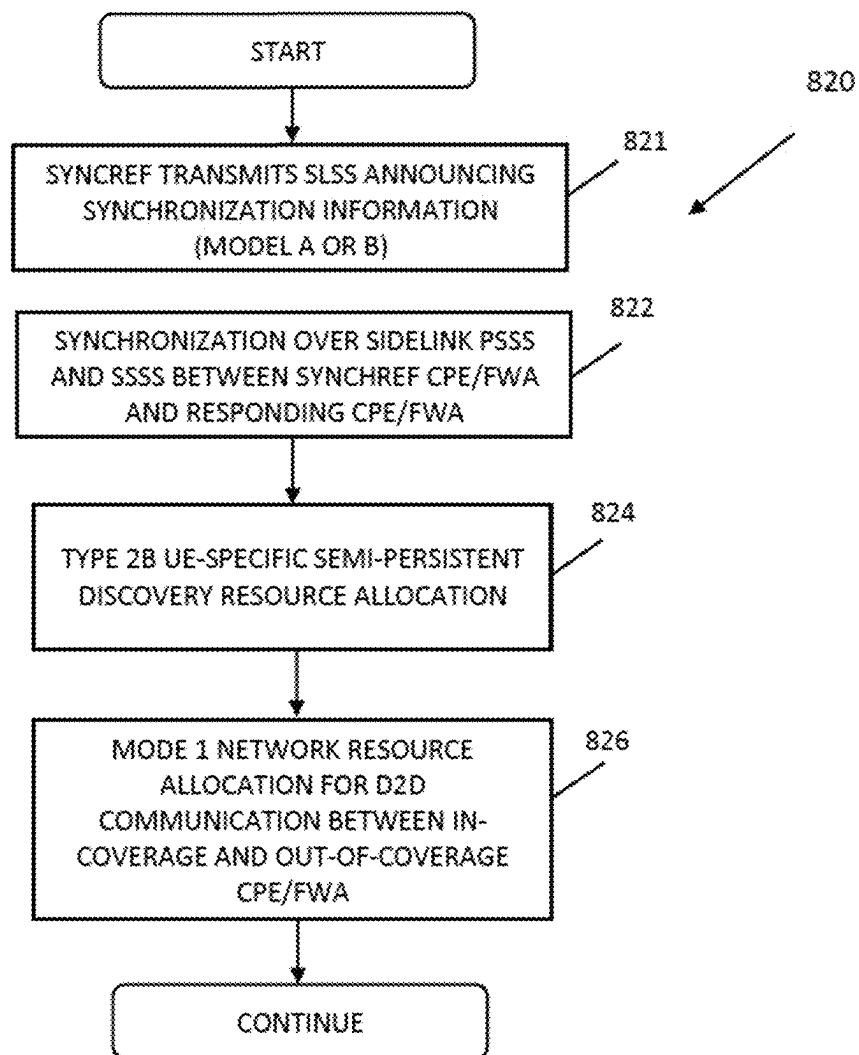 START
820
821
SYNCREF TRANSMITS SLSS ANNOUNCING
SYNCHRONIZATION INFORMATION
(MODEL A OR B)
822
SYNCHRONIZATION OVER SIDELINK PSSS
AND SSSS BETWEEN SYNCHREF CPE/FWA
AND RESPONDING CPE/FWA
824
TYPE 2B UE-SPECIFIC SEMI-PERSISTENT
DISCOVERY RESOURCE ALLOCATION
826
MODE 1 NETWORK RESOURCE
ALLOCATION FOR D2D
COMMUNICATION BETWEEN IN-
COVERAGE AND OUT-OF-COVERAGE
CPE/FWA
CONTINUE